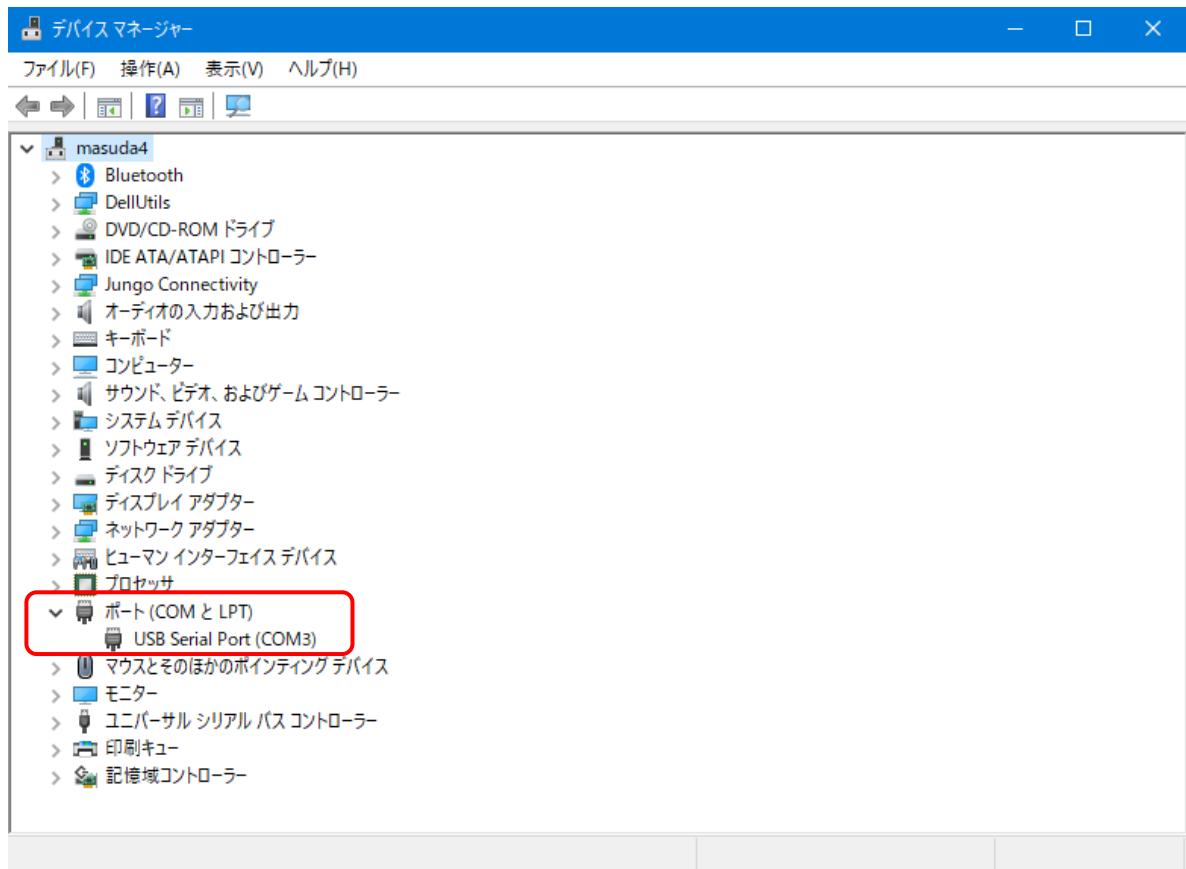 デバイス マネージャー
ファイル(F) 操作(A) 表示(V) ヘルプ(H)
masuda4
Bluetooth
DellUtils
DVD/CD-ROM ドライブ
IDE ATA/ATAPI コントローラー
Jungo Connectivity
オーディオの入力および出力
キーボード
コンピューター
サウンド、ビデオ、およびゲーム コントローラー
システム デバイス
ソフトウェア デバイス
ディスク ドライブ
ディスプレイ アダプター
ネットワーク アダプター
ヒューマン インターフェイス デバイス
プロセッサ
ポート (COM と LPT)
USB Serial Port (COM3)
マウスとそのほかのポインティング デバイス
モニター
ユニバーサル シリアル バス コントローラー
印刷キュー
記憶域コントローラー